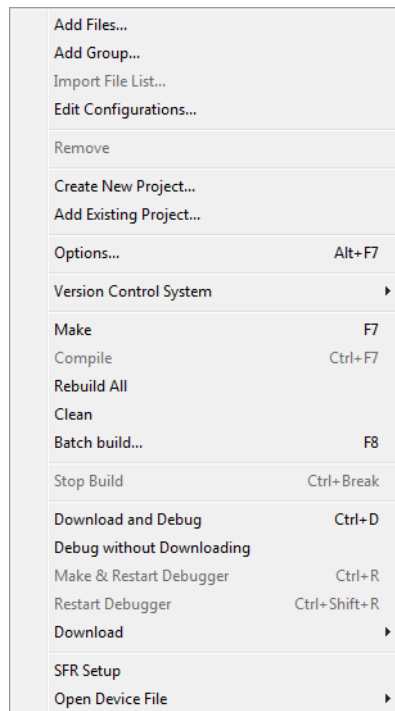 Add Files...
Add Group...
Import File List...
Edit Configurations...
Remove
Create New Project...
Add Existing Project...
Options... Alt+F7
Version Control System
Make F7
Compile Ctrl+F7
Rebuild All
Clean
Batch build... F8
Stop Build Ctrl+Break
Download and Debug Ctrl+D
Debug without Downloading
Make & Restart Debugger Ctrl+R
Restart Debugger Ctrl+Shift+R
Download
SFR Setup
Open Device File